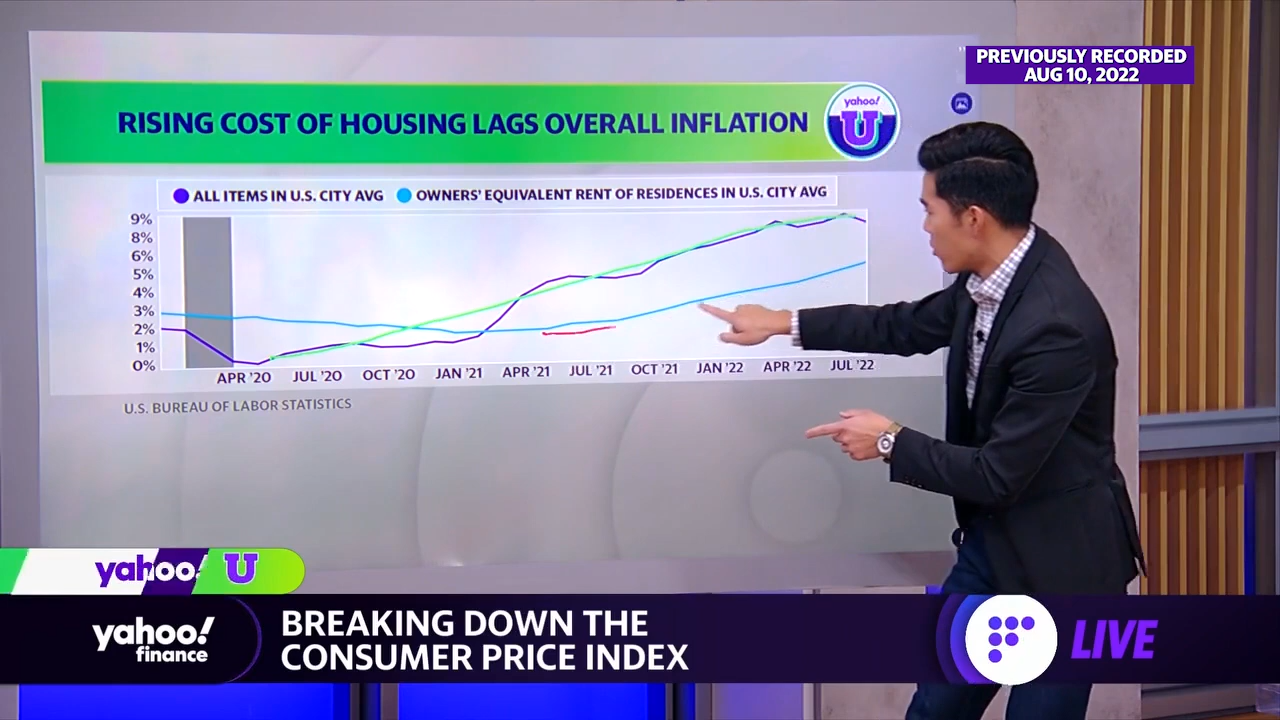 PREVIOUSLY RECORDED
AUG 10, 2022
RISING COST OF HOUSING LAGS OVERALL INFLATION
yahoo!
U
ALL ITEMS IN U.S. CITY AVG
OWNERS' EQUIVALENT RENT OF RESIDENCES IN U.S. CITY AVG
9%
8%
6%
5%
4%
3%
2%
1%
0%
APR '20 JUL '20 OCT '20 JAN '21 APR '21 JUL '21 OCT '21 JAN '22 APR '22 JUL '22
U.S. BUREAU OF LABOR STATISTICS
yahoo! U
yahoo!
finance
BREAKING DOWN THE
CONSUMER PRICE INDEX
LIVE